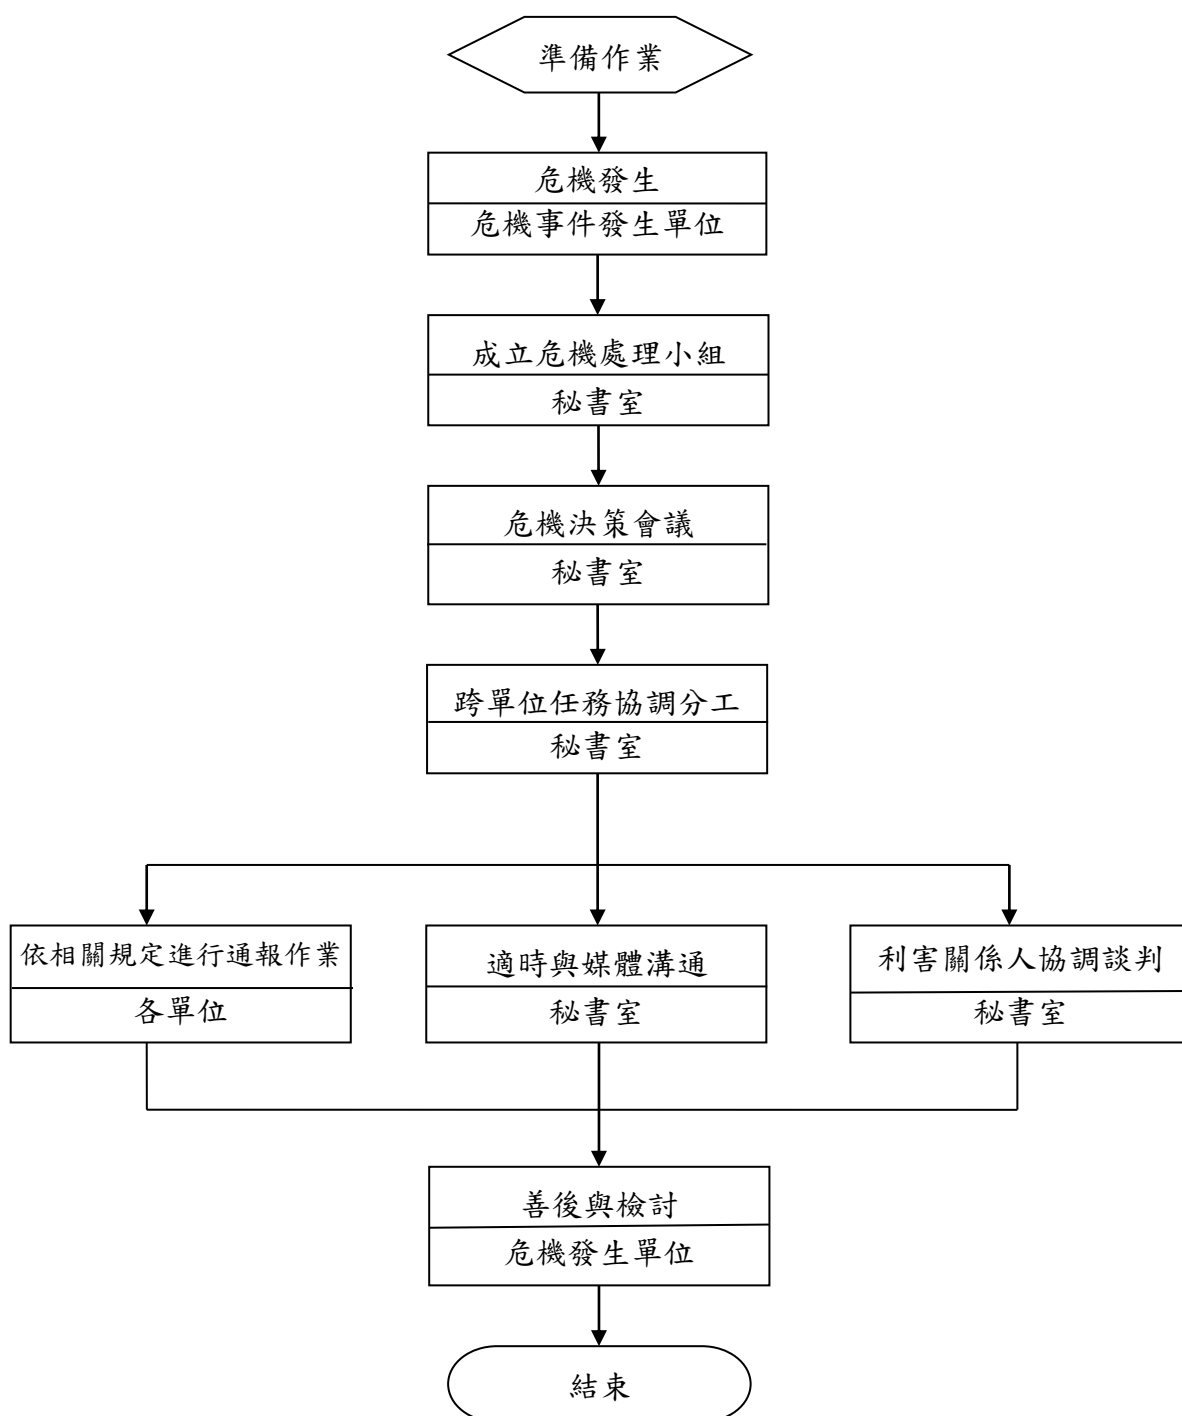 準備作業
危機發生
危機事件發生單位
成立危機處理小組
秘書室
危機決策會議
秘書室
跨單位任務協調分工
秘書室
依相關規定進行通報作業
各單位
適時與媒體溝通
秘書室
利害關係人協調談判
秘書室
善後與檢討
危機發生單位
結束